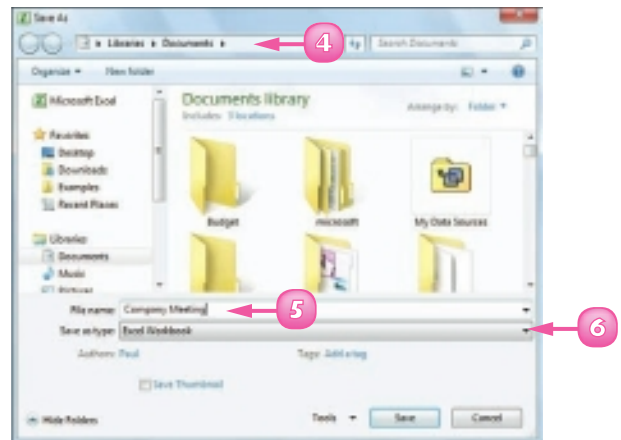 Save As
Libraries ▸ Documents ▸
4
Search Documents
Organize ▾ New folder
Microsoft Excel
Documents library
Includes: 3 locations
Arrange by: Folder ▾
Favorites
Desktop
Downloads
Examples
Recent Places
Budget
microsoft
My Data Sources
Libraries
Documents
Music
Pictures
File name: Company Meeting
5
Save as type: Excel Workbook
6
Authors: Paul
Tags: Add a tag
Save Thumbnail
Hide Folders
Tools ▾
Save
Cancel